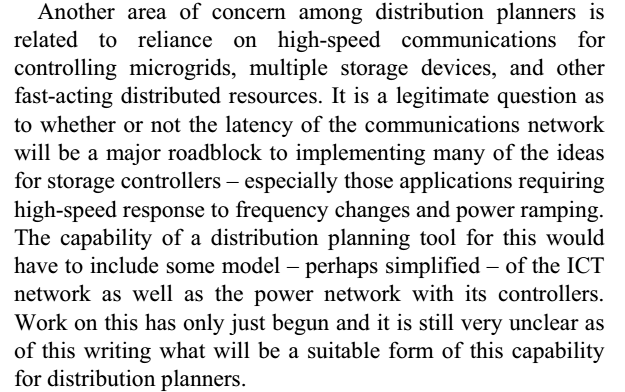 Another area of concern among distribution planners is
related to reliance on high-speed communications for
controlling microgrids, multiple storage devices, and other
fast-acting distributed resources. It is a legitimate question as
to whether or not the latency of the communications network
will be a major roadblock to implementing many of the ideas
for storage controllers – especially those applications requiring
high-speed response to frequency changes and power ramping.
The capability of a distribution planning tool for this would
have to include some model – perhaps simplified – of the ICT
network as well as the power network with its controllers.
Work on this has only just begun and it is still very unclear as
of this writing what will be a suitable form of this capability
for distribution planners.